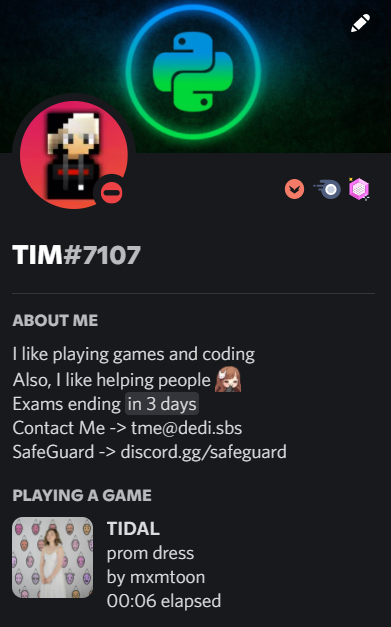 TIM#7107
ABOUT ME
I like playing games and coding
Also, I like helping people
Exams ending in 3 days
Contact Me -> tme@dedi.sbs
SafeGuard -> discord.gg/safeguard
PLAYING A GAME
TIDAL
prom dress
by mxmtoon
00:06 elapsed